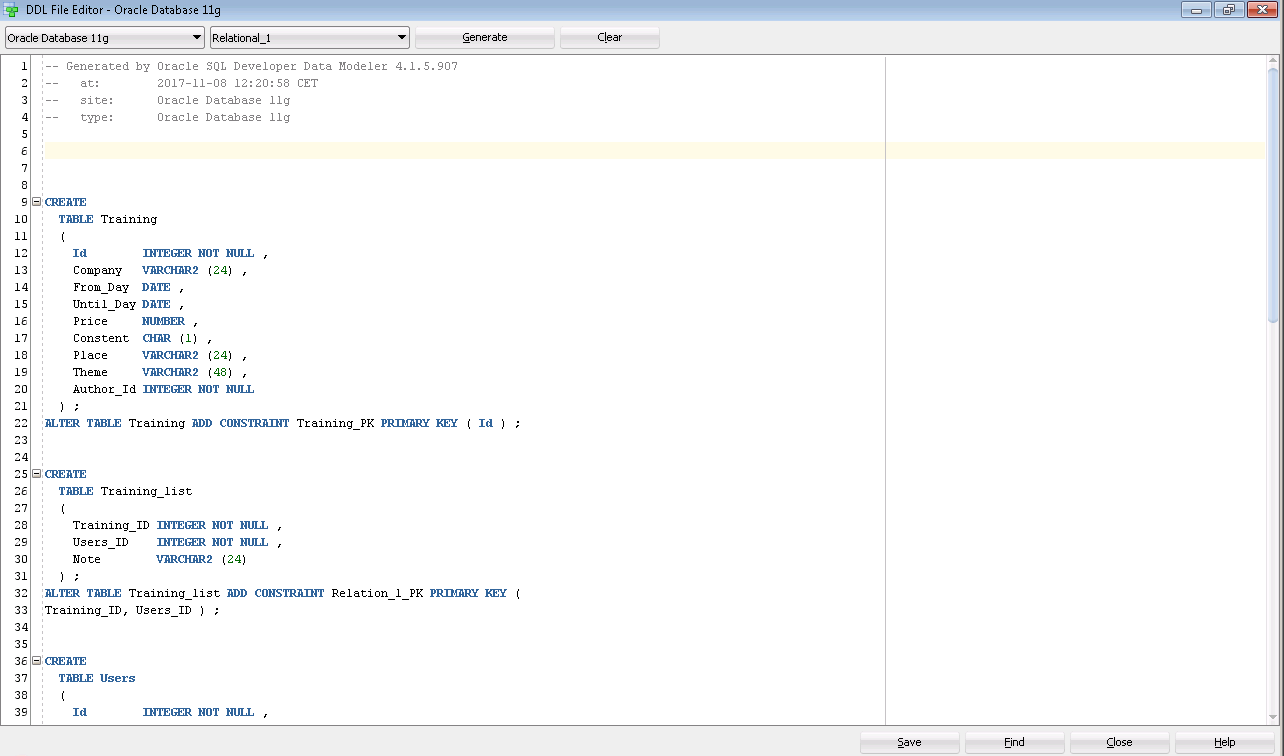 DDL File Editor - Oracle Database 11g
Oracle Database 11g Relational_1 Generate Clear
1 -- Generated by Oracle SQL Developer Data Modeler 4.1.5.907
2 --   at:        2017-11-08 12:20:58 CET
3 --   site:      Oracle Database 11g
4 --   type:      Oracle Database 11g
5
6
7
8
9 CREATE
10   TABLE Training
11   (
12     Id        INTEGER NOT NULL ,
13     Company   VARCHAR2 (24) ,
14     From_Day  DATE ,
15     Until_Day DATE ,
16     Price     NUMBER ,
17     Constent  CHAR (1) ,
18     Place     VARCHAR2 (24) ,
19     Theme     VARCHAR2 (48) ,
20     Author_Id INTEGER NOT NULL
21   ) ;
22 ALTER TABLE Training ADD CONSTRAINT Training_PK PRIMARY KEY ( Id ) ;
23
24
25 CREATE
26   TABLE Training_list
27   (
28     Training_ID INTEGER NOT NULL ,
29     Users_ID    INTEGER NOT NULL ,
30     Note        VARCHAR2 (24)
31   ) ;
32 ALTER TABLE Training_list ADD CONSTRAINT Relation_1_PK PRIMARY KEY (
33 Training_ID, Users_ID ) ;
34
35
36 CREATE
37   TABLE Users
38   (
39     Id        INTEGER NOT NULL ,
Save Find Close Help